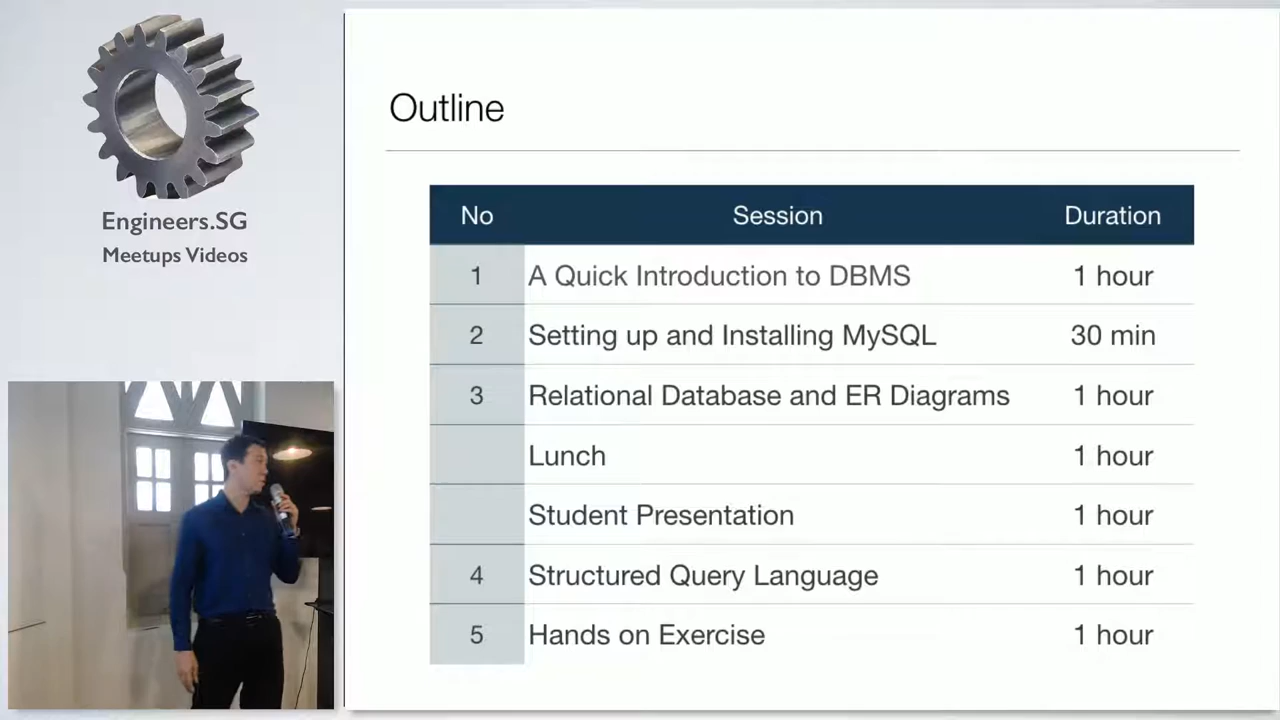 Engineers.SG
Meetups Videos
Outline
No Session Duration
1 A Quick Introduction to DBMS 1 hour
2 Setting up and Installing MySQL 30 min
3 Relational Database and ER Diagrams 1 hour
Lunch 1 hour
Student Presentation 1 hour
4 Structured Query Language 1 hour
5 Hands on Exercise 1 hour